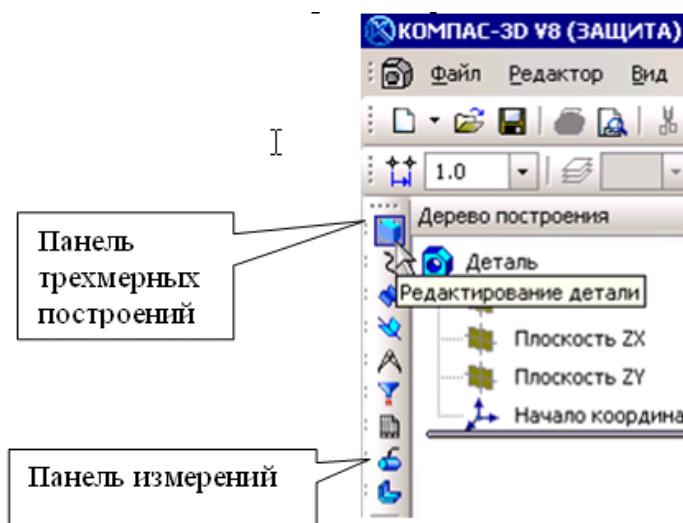 КОМПАС-3D V8 (ЗАЩИТА)
Файл Редактор Вид
1.0
Дерево построения
Деталь
Редактирование детали
Плоскость ZX
Плоскость ZY
Начало координа
Панель
трехмерных
построений
Панель измерений